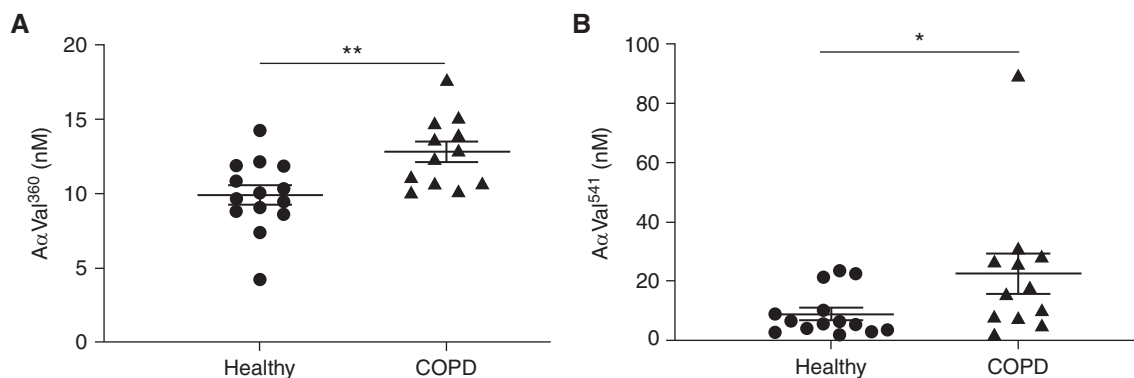 A
20
15
10
5
0
AαVal³⁶⁰ (nM)
**
Healthy
COPD
B
100
80
60
40
20
0
AαVal⁵⁴¹ (nM)
*
Healthy
COPD